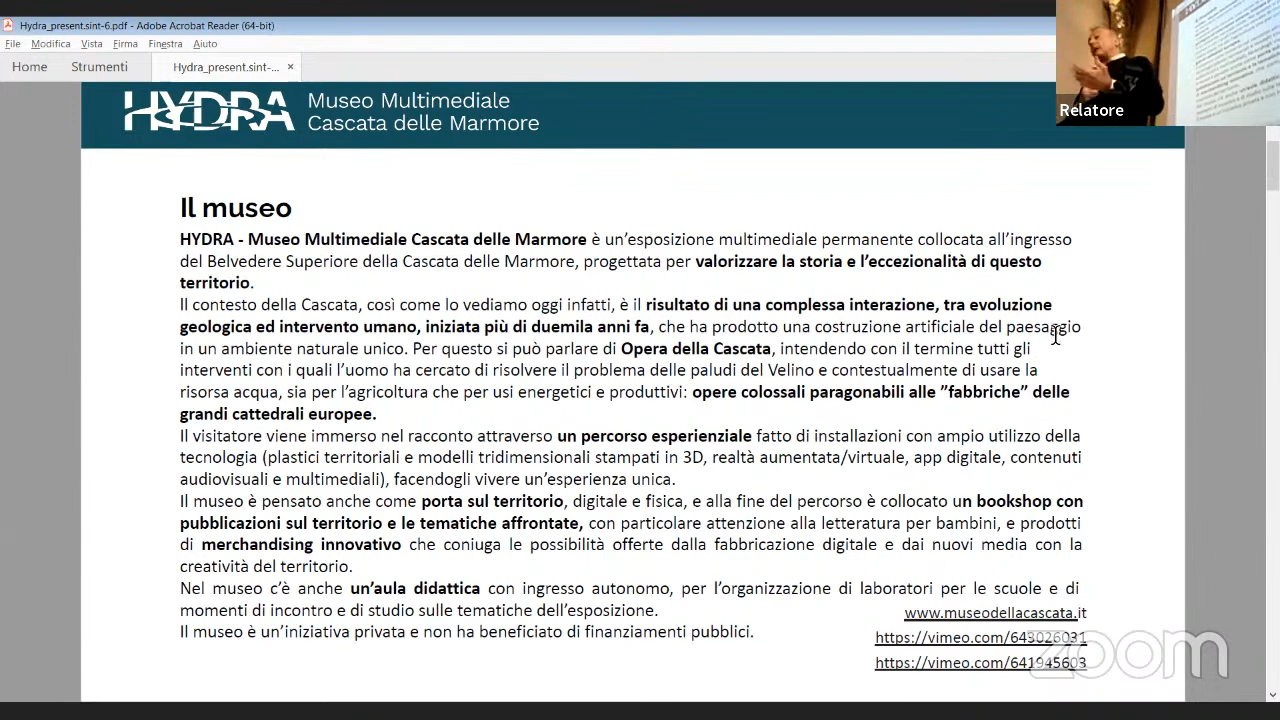 Hydra_present.sint-6.pdf - Adobe Acrobat Reader (64-bit)
File Modifica Vista Firma Finestra Aiuto
Home Strumenti Hydra_present.sint-... ×
HYDRA Museo Multimediale
Cascata delle Marmore
Relatore
Il museo
HYDRA - Museo Multimediale Cascata delle Marmore è un’esposizione multimediale permanente collocata all’ingresso
del Belvedere Superiore della Cascata delle Marmore, progettata per valorizzare la storia e l’eccezionalità di questo
territorio.
Il contesto della Cascata, così come lo vediamo oggi infatti, è il risultato di una complessa interazione, tra evoluzione
geologica ed intervento umano, iniziata più di duemila anni fa, che ha prodotto una costruzione artificiale del paesaggio
in un ambiente naturale unico. Per questo si può parlare di Opera della Cascata, intendendo con il termine tutti gli
interventi con i quali l’uomo ha cercato di risolvere il problema delle paludi del Velino e contestualmente di usare la
risorsa acqua, sia per l’agricoltura che per usi energetici e produttivi: opere colossali paragonabili alle ”fabbriche” delle
grandi cattedrali europee.
Il visitatore viene immerso nel racconto attraverso un percorso esperienziale fatto di installazioni con ampio utilizzo della
tecnologia (plastici territoriali e modelli tridimensionali stampati in 3D, realtà aumentata/virtuale, app digitale, contenuti
audiovisuali e multimediali), facendogli vivere un’esperienza unica.
Il museo è pensato anche come porta sul territorio, digitale e fisica, e alla fine del percorso è collocato un bookshop con
pubblicazioni sul territorio e le tematiche affrontate, con particolare attenzione alla letteratura per bambini, e prodotti
di merchandising innovativo che coniuga le possibilità offerte dalla fabbricazione digitale e dai nuovi media con la
creatività del territorio.
Nel museo c’è anche un’aula didattica con ingresso autonomo, per l’organizzazione di laboratori per le scuole e di
momenti di incontro e di studio sulle tematiche dell’esposizione.
Il museo è un’iniziativa privata e non ha beneficiato di finanziamenti pubblici.
www.museodellacascata.it
https://vimeo.com/643026031
https://vimeo.com/641945603
zoom